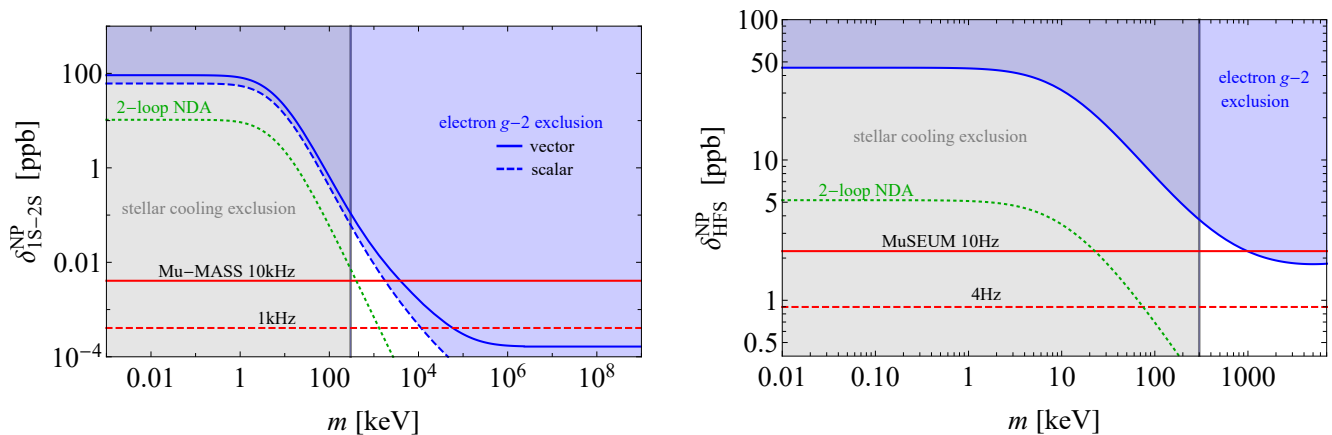 δ^NP_1S−2S [ppb]
100
1
0.01
10^−4
2−loop NDA
electron g−2 exclusion
vector
scalar
stellar cooling exclusion
Mu−MASS 10kHz
1kHz
0.01
1
100
10^4
10^6
10^8
m [keV]
δ^NP_HFS [ppb]
100
50
10
5
1
0.5
electron g−2
exclusion
stellar cooling exclusion
2−loop NDA
MuSEUM 10Hz
4Hz
0.01
0.10
1
10
100
1000
m [keV]